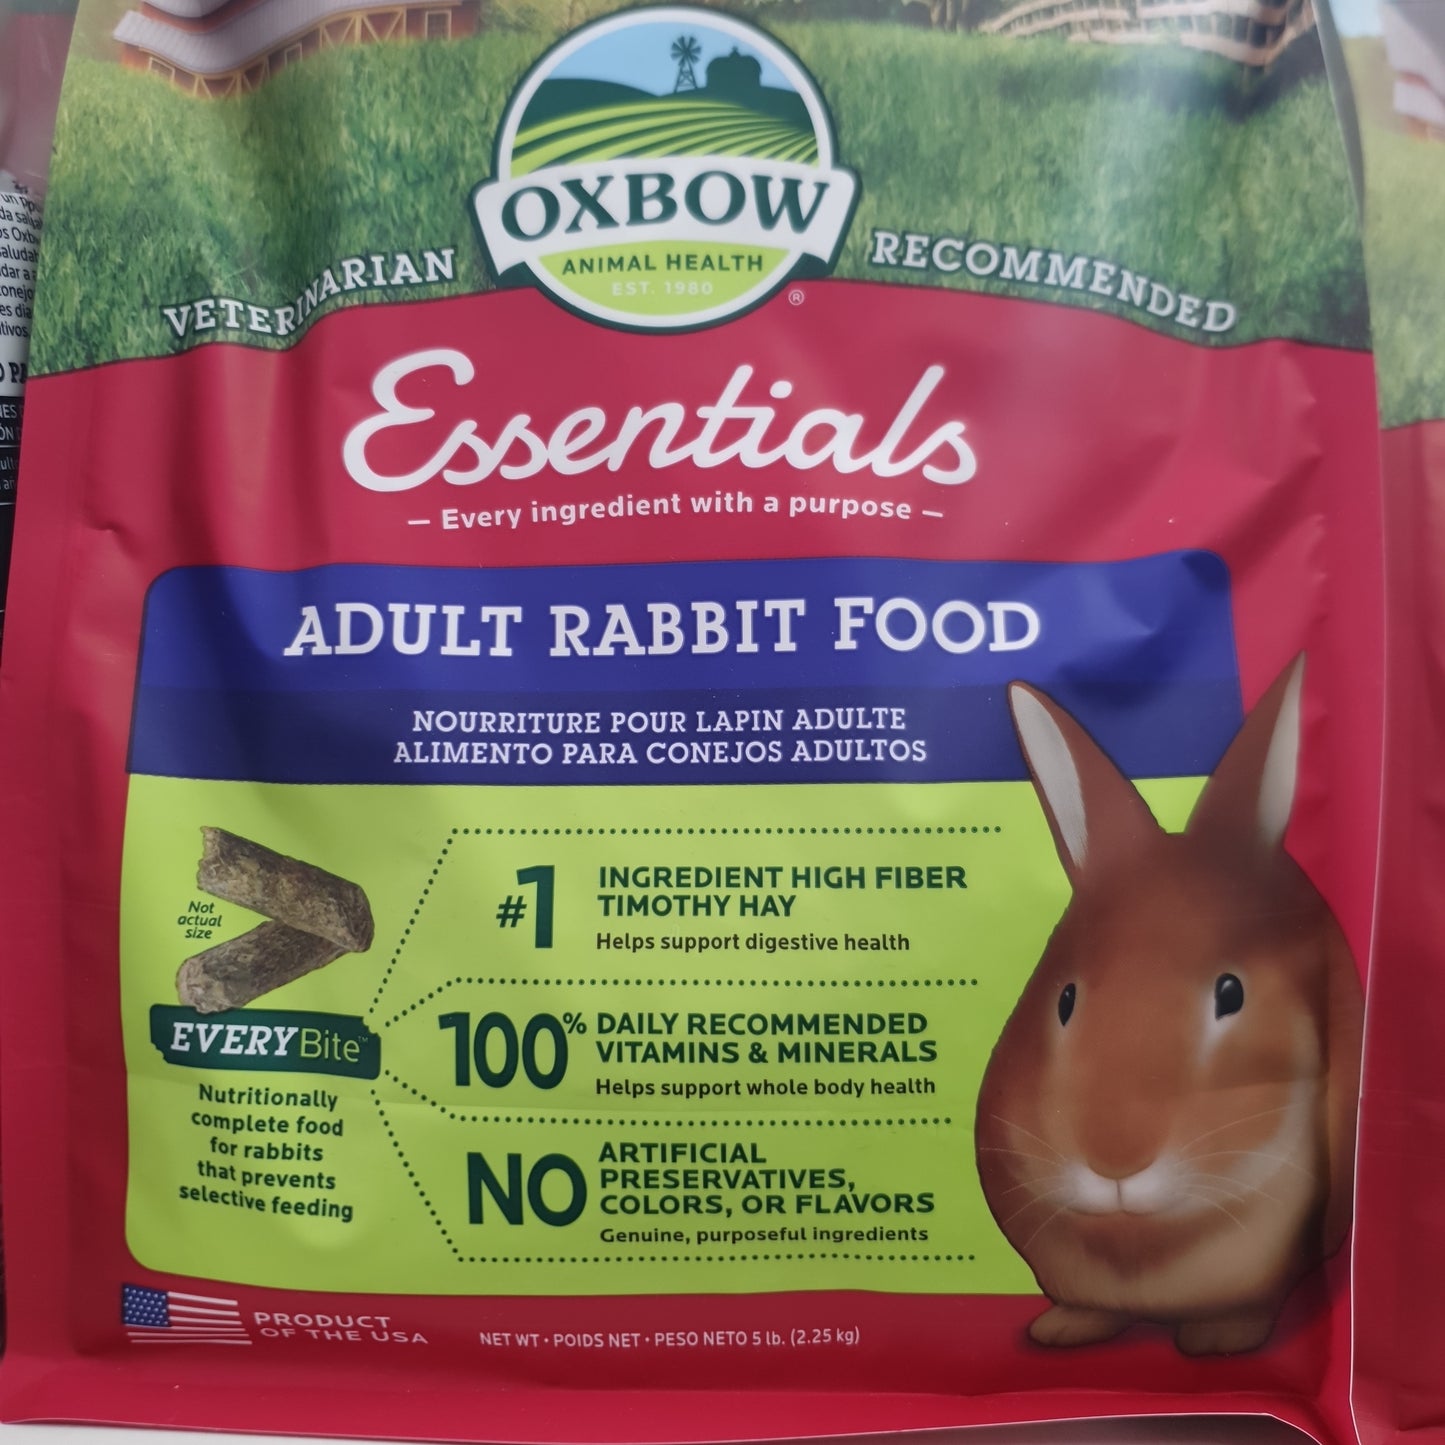 OXBOW
ANIMAL HEALTH
EST. 1980
®
VETERINARIAN RECOMMENDED
Essentials
— Every ingredient with a purpose —
ADULT RABBIT FOOD
NOURRITURE POUR LAPIN ADULTE
ALIMENTO PARA CONEJOS ADULTOS
Not
actual
size
EVERYBite™
Nutritionally
complete food
for rabbits
that prevents
selective feeding
#1 INGREDIENT HIGH FIBER
TIMOTHY HAY
Helps support digestive health
100% DAILY RECOMMENDED
VITAMINS & MINERALS
Helps support whole body health
NO ARTIFICIAL
PRESERVATIVES,
COLORS, OR FLAVORS
Genuine, purposeful ingredients
PRODUCT
OF THE USA
NET WT • POIDS NET • PESO NETO 5 lb. (2.25 kg)